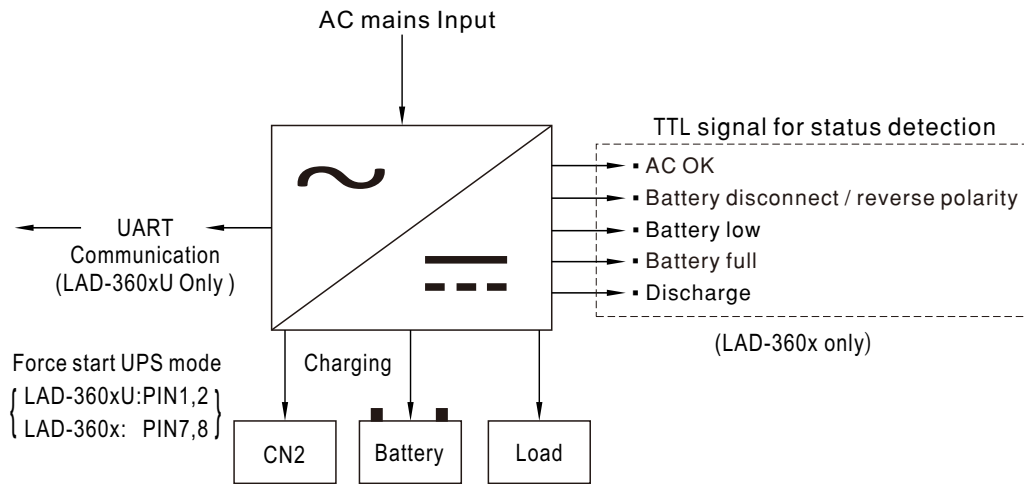 AC mains Input
TTL signal for status detection
▪ AC OK
▪ Battery disconnect / reverse polarity
▪ Battery low
▪ Battery full
▪ Discharge
(LAD-360x only)
UART
Communication
(LAD-360xU Only )
Force start UPS mode
{ LAD-360xU:PIN1,2 }
{ LAD-360x: PIN7,8 }
Charging
CN2
Battery
Load